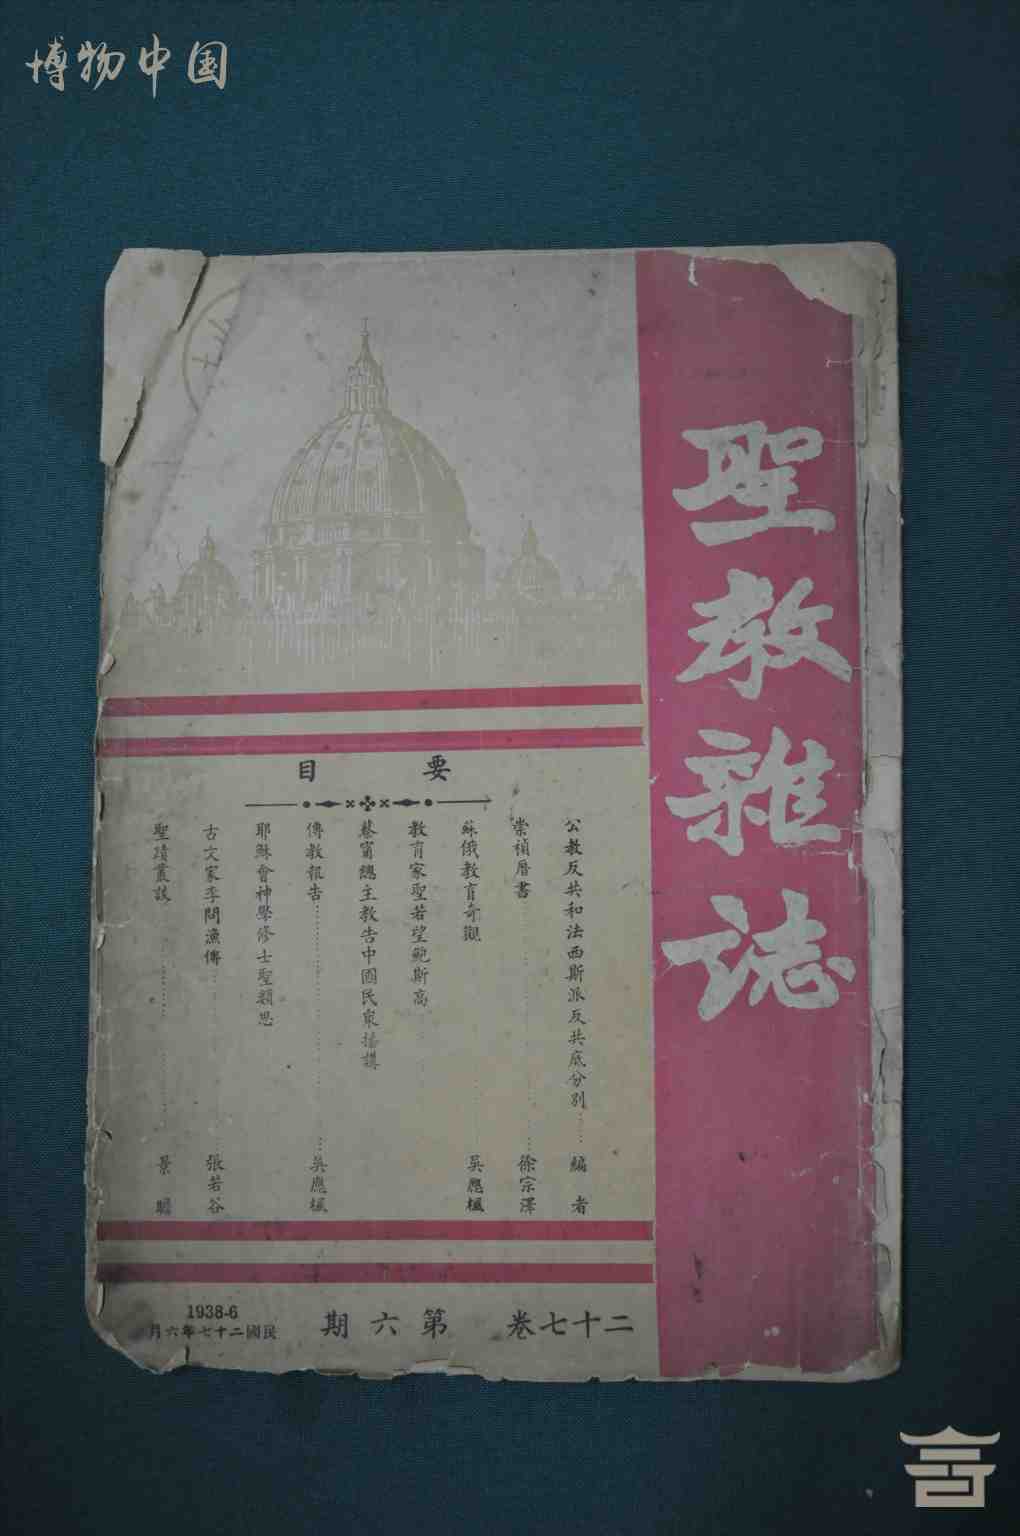 博物中国
聖教雜誌
要目
公教反共和法西斯派反共底分別……編者
崇禎曆書……徐宗澤
蘇俄教育奇觀……吳應楓
教育家聖若望鮑斯高
蔡甯總主教告中國民衆播講
傳教報告……吳應楓
耶穌會神學修士聖類思
古文家李問漁傳……張若谷
聖蹟叢談……景
二十七卷 第六期
1938-6
民國二十七年六月